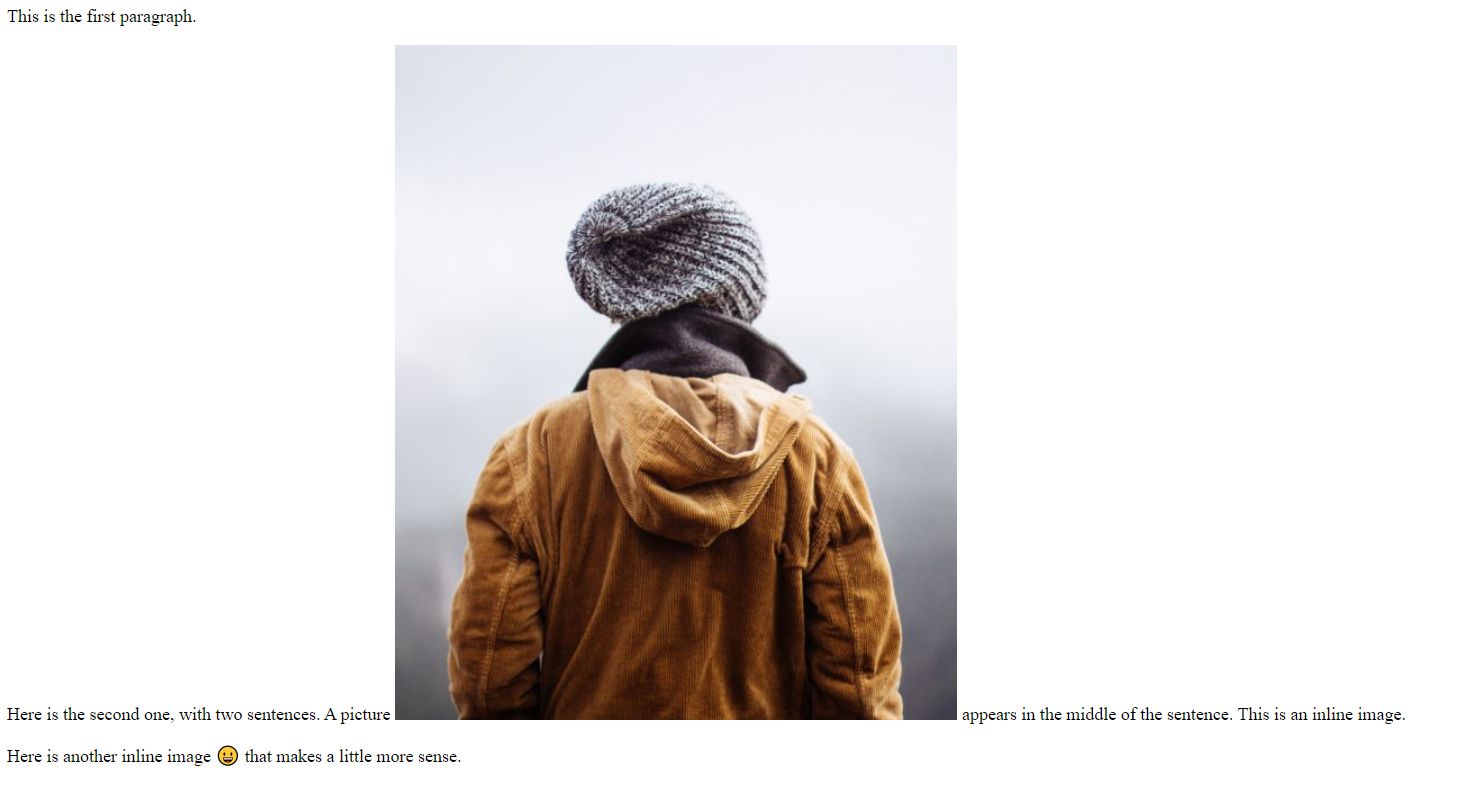 This is the first paragraph.
Here is the second one, with two sentences. A picture appears in the middle of the sentence. This is an inline image.
Here is another inline image 😀 that makes a little more sense.